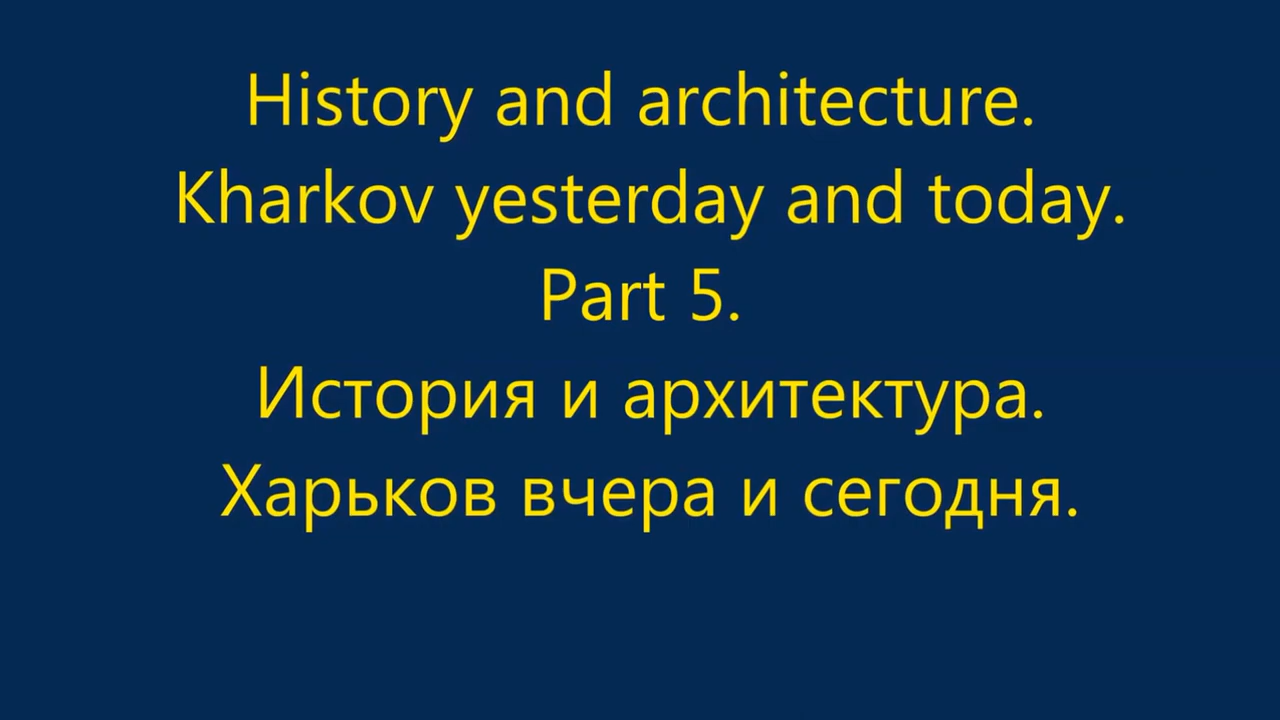 History and architecture.
Kharkov yesterday and today.
Part 5.
История и архитектура.
Харьков вчера и сегодня.